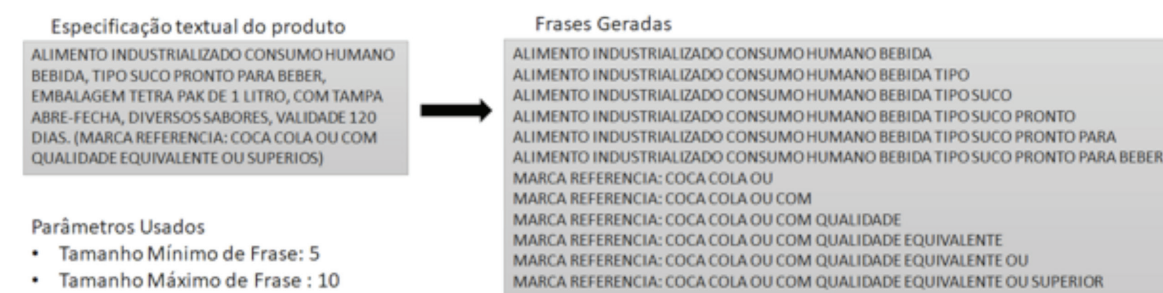 Especificação textual do produto
ALIMENTO INDUSTRIALIZADO CONSUMO HUMANO
BEBIDA, TIPO SUCO PRONTO PARA BEBER,
EMBALAGEM TETRA PAK DE 1 LITRO, COM TAMPA
ABRE-FECHA, DIVERSOS SABORES, VALIDADE 120
DIAS. (MARCA REFERENCIA: COCA COLA OU COM
QUALIDADE EQUIVALENTE OU SUPERIOS)
Parâmetros Usados
• Tamanho Mínimo de Frase: 5
• Tamanho Máximo de Frase : 10
Frases Geradas
ALIMENTO INDUSTRIALIZADO CONSUMO HUMANO BEBIDA
ALIMENTO INDUSTRIALIZADO CONSUMO HUMANO BEBIDA TIPO
ALIMENTO INDUSTRIALIZADO CONSUMO HUMANO BEBIDA TIPO SUCO
ALIMENTO INDUSTRIALIZADO CONSUMO HUMANO BEBIDA TIPO SUCO PRONTO
ALIMENTO INDUSTRIALIZADO CONSUMO HUMANO BEBIDA TIPO SUCO PRONTO PARA
ALIMENTO INDUSTRIALIZADO CONSUMO HUMANO BEBIDA TIPO SUCO PRONTO PARA BEBER
MARCA REFERENCIA: COCA COLA OU
MARCA REFERENCIA: COCA COLA OU COM
MARCA REFERENCIA: COCA COLA OU COM QUALIDADE
MARCA REFERENCIA: COCA COLA OU COM QUALIDADE EQUIVALENTE
MARCA REFERENCIA: COCA COLA OU COM QUALIDADE EQUIVALENTE OU
MARCA REFERENCIA: COCA COLA OU COM QUALIDADE EQUIVALENTE OU SUPERIOR